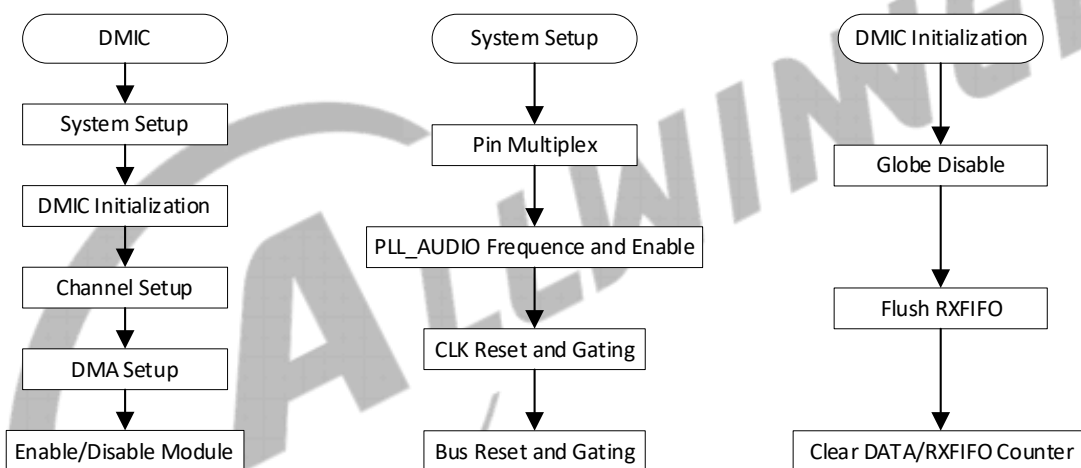 DMIC
System Setup
DMIC Initialization
Channel Setup
DMA Setup
Enable/Disable Module
System Setup
Pin Multiplex
PLL_AUDIO Frequence and Enable
CLK Reset and Gating
Bus Reset and Gating
DMIC Initialization
Globe Disable
Flush RXFIFO
Clear DATA/RXFIFO Counter
ALLWINNE